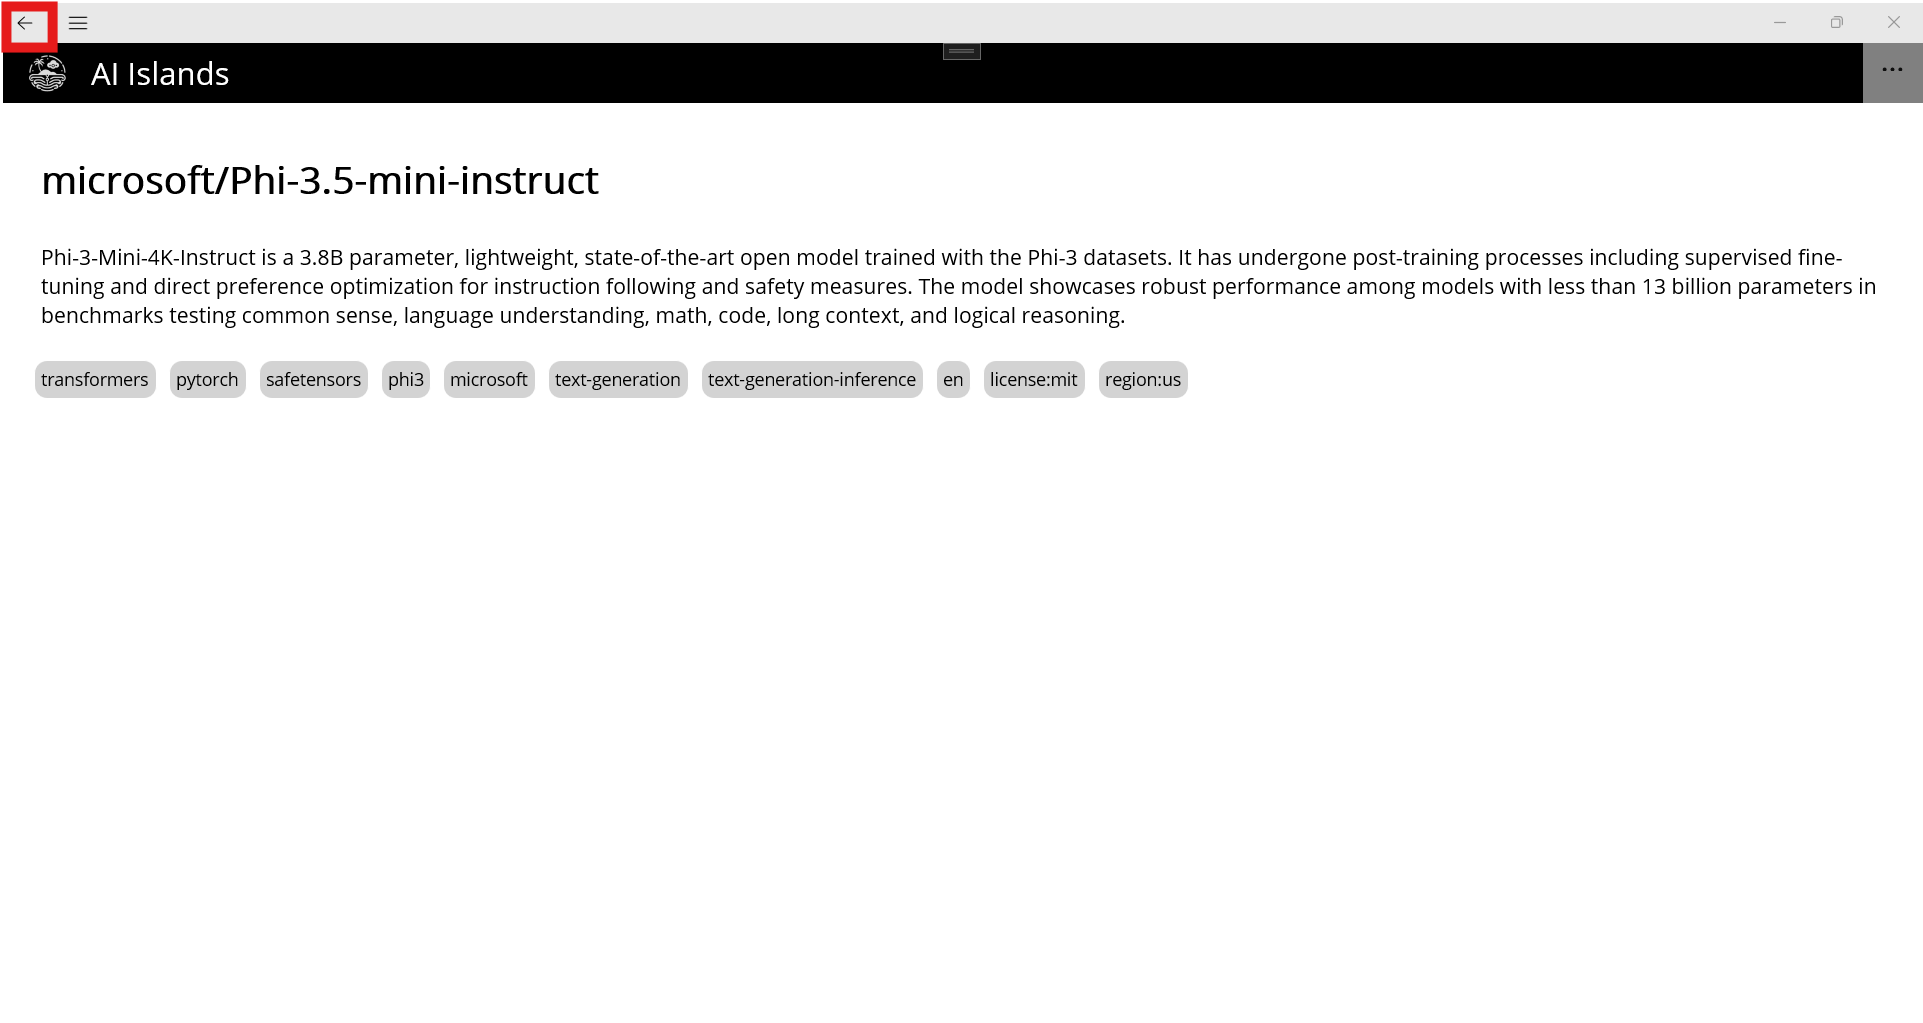 AI Islands
microsoft/Phi-3.5-mini-instruct
Phi-3-Mini-4K-Instruct is a 3.8B parameter, lightweight, state-of-the-art open model trained with the Phi-3 datasets. It has undergone post-training processes including supervised fine-
tuning and direct preference optimization for instruction following and safety measures. The model showcases robust performance among models with less than 13 billion parameters in
benchmarks testing common sense, language understanding, math, code, long context, and logical reasoning.
transformers pytorch safetensors phi3 microsoft text-generation text-generation-inference en license:mit region:us